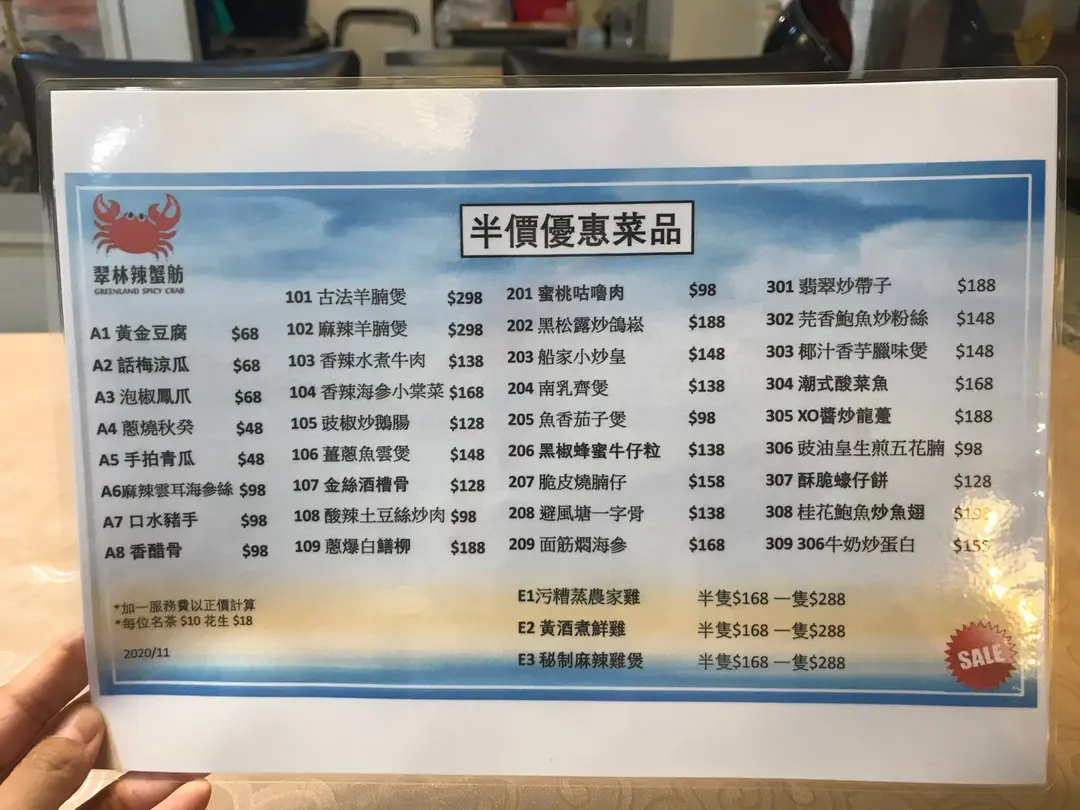 半價優惠菜品
翠林辣蟹舫
GREENLAND SPICY CRAB
A1 黃金豆腐 $68
A2 話梅涼瓜 $68
A3 泡椒鳳爪 $68
A4 蔥燒秋葵 $48
A5 手拍青瓜 $48
A6麻辣雲耳海參絲 $98
A7 口水豬手 $98
A8 香醋骨 $98
101 古法羊腩煲 $298
102 麻辣羊腩煲 $298
103 香辣水煮牛肉 $138
104 香辣海參小棠菜 $168
105 豉椒炒鵝腸 $128
106 薑蔥魚雲煲 $148
107 金絲酒槽骨 $128
108 酸辣土豆絲炒肉 $98
109 蔥爆白鱔柳 $188
201 蜜桃咕嚕肉 $98
202 黑松露炒鴿崧 $188
203 船家小炒皇 $148
204 南乳齊煲 $138
205 魚香茄子煲 $98
206 黑椒蜂蜜牛仔粒 $138
207 脆皮燒腩仔 $158
208 避風塘一字骨 $138
209 面筋燜海參 $168
301 翡翠炒帶子 $188
302 芫香鮑魚炒粉絲 $148
303 椰汁香芋臘味煲 $148
304 潮式酸菜魚 $168
305 XO醬炒龍躉 $188
306 豉油皇生煎五花腩 $98
307 酥脆蠔仔餅 $128
308 桂花鮑魚炒魚翅 $198
309 306牛奶炒蛋白 $159
E1污糟蒸農家雞 半隻$168 一隻$288
E2 黃酒煮鮮雞 半隻$168 一隻$288
E3 秘制麻辣雞煲 半隻$168 一隻$288
*加一服務費以正價計算
*每位名茶 $10 花生 $18
2020/11
SALE